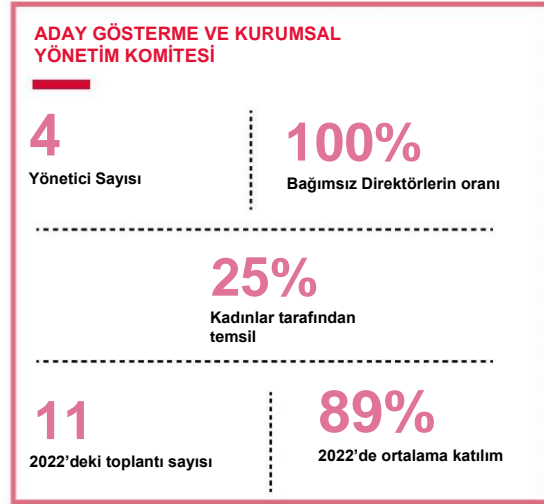 ADAY GÖSTERME VE KURUMSAL
YÖNETİM KOMİTESİ
4
Yönetici Sayısı
100%
Bağımsız Direktörlerin oranı
25%
Kadınlar tarafından
temsil
11
2022’deki toplantı sayısı
89%
2022’de ortalama katılım